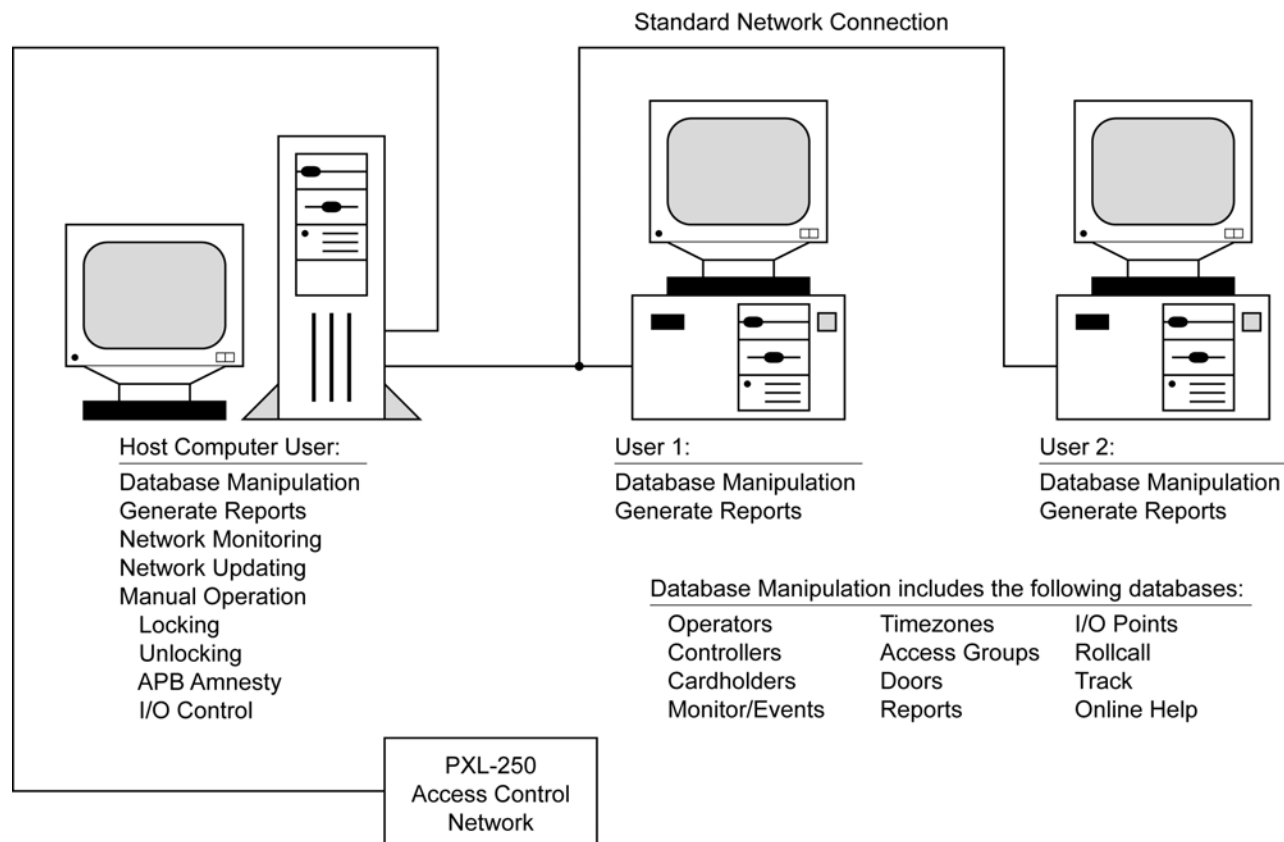 Standard Network Connection
Host Computer User:
Database Manipulation
Generate Reports
Network Monitoring
Network Updating
Manual Operation
Locking
Unlocking
APB Amnesty
I/O Control
User 1:
Database Manipulation
Generate Reports
User 2:
Database Manipulation
Generate Reports
Database Manipulation includes the following databases:
Operators
Controllers
Cardholders
Monitor/Events
Timezones
Access Groups
Doors
Reports
I/O Points
Rollcall
Track
Online Help
PXL-250
Access Control
Network